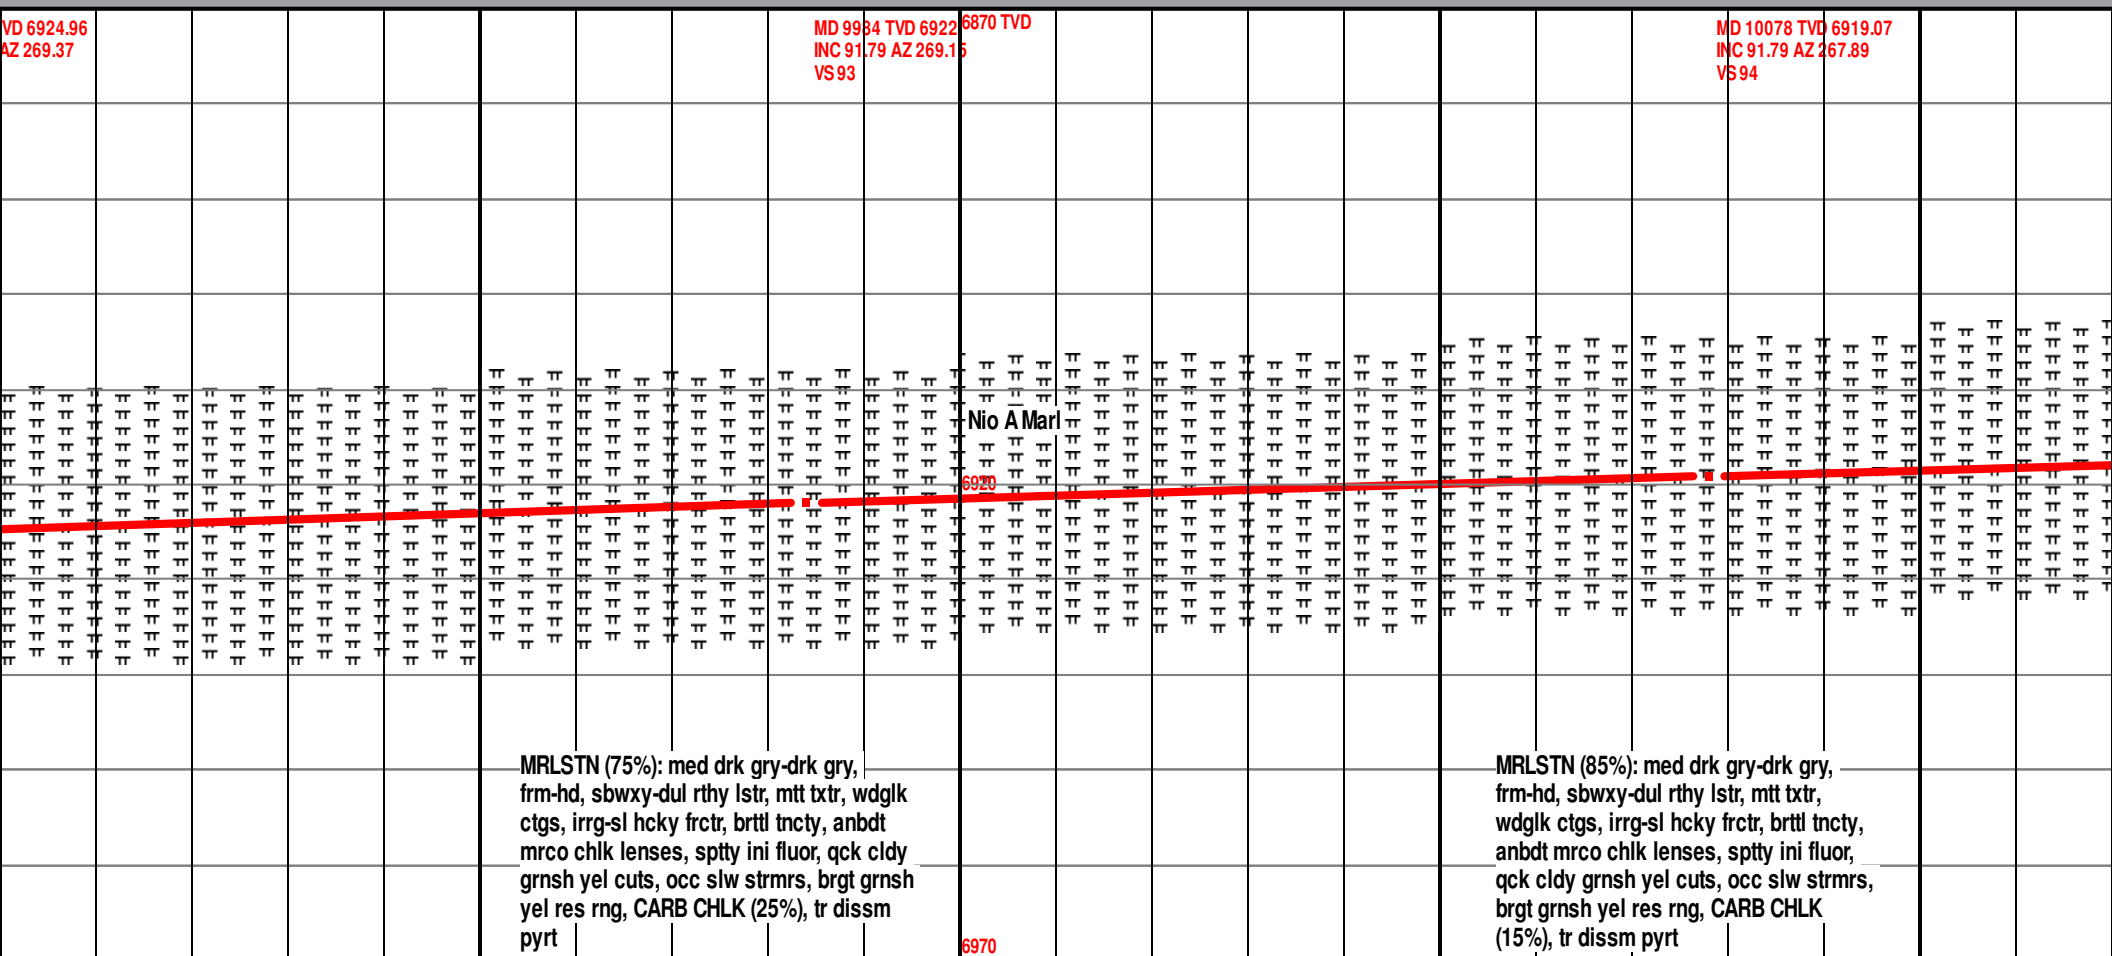 VD 6924.96
AZ 269.37
MD 9984 TVD 6922
INC 91.79 AZ 269.15
VS 93
6870 TVD
MD 10078 TVD 6919.07
INC 91.79 AZ 267.89
VS 94
Nio A Marl
6920
MRLSTN (75%): med drk gry-drk gry,
frm-hd, sbwxy-dul rthy lstr, mtt txtr, wdglk
ctgs, irrg-sl hcky frctr, brttl tncty, anbdt
mrco chlk lenses, sptty ini fluor, qck cldy
grnsh yel cuts, occ slw strmrs, brgt grnsh
yel res rng, CARB CHLK (25%), tr dissm
pyrt
6970
MRLSTN (85%): med drk gry-drk gry,
frm-hd, sbwxy-dul rthy lstr, mtt txtr,
wdglk ctgs, irrg-sl hcky frctr, brttl tncty,
anbdt mrco chlk lenses, sptty ini fluor,
qck cldy grnsh yel cuts, occ slw strmrs,
brgt grnsh yel res rng, CARB CHLK
(15%), tr dissm pyrt